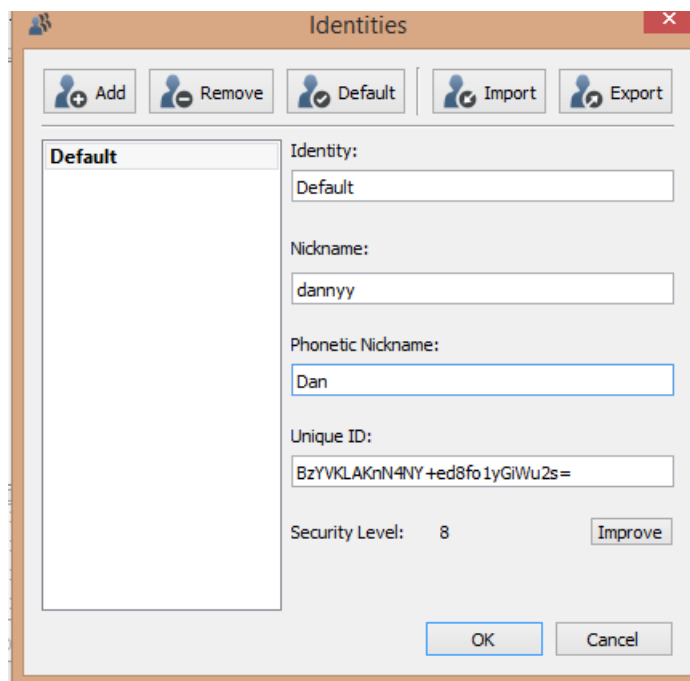 Identities
Add Remove Default Import Export
Default
Identity:
Default
Nickname:
dannyy
Phonetic Nickname:
Dan
Unique ID:
BzYVKLAKnN4NY+ed8fo1yGiWu2s=
Security Level: 8 Improve
OK Cancel